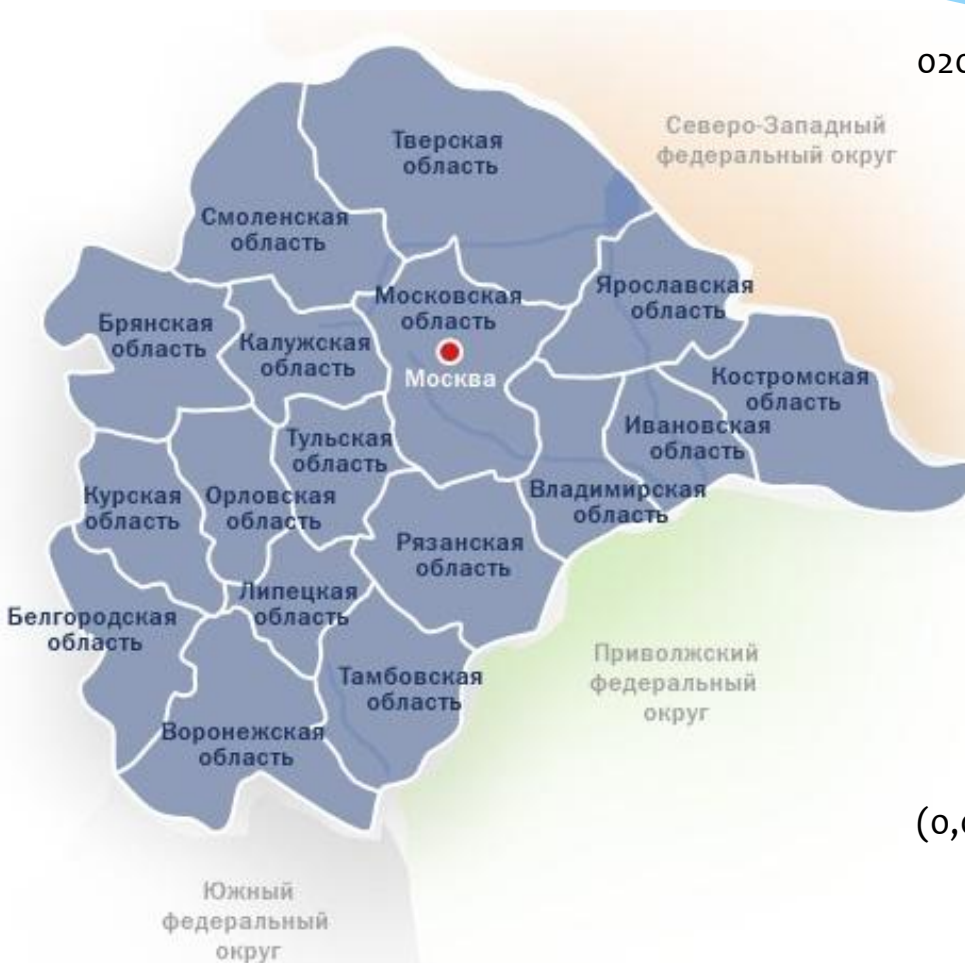 020
Северо-Западный
федеральный округ
Тверская
область
Смоленская
область
Ярославская
область
Московская
область
Москва
Брянская
область
Калужская
область
Костромская
область
Ивановская
область
Тульская
область
Владимирская
область
Курская
область
Орловская
область
Рязанская
область
Липецкая
область
Белгородская
область
Тамбовская
область
Воронежская
область
Приволжский
федеральный
округ
Южный
федеральный
округ